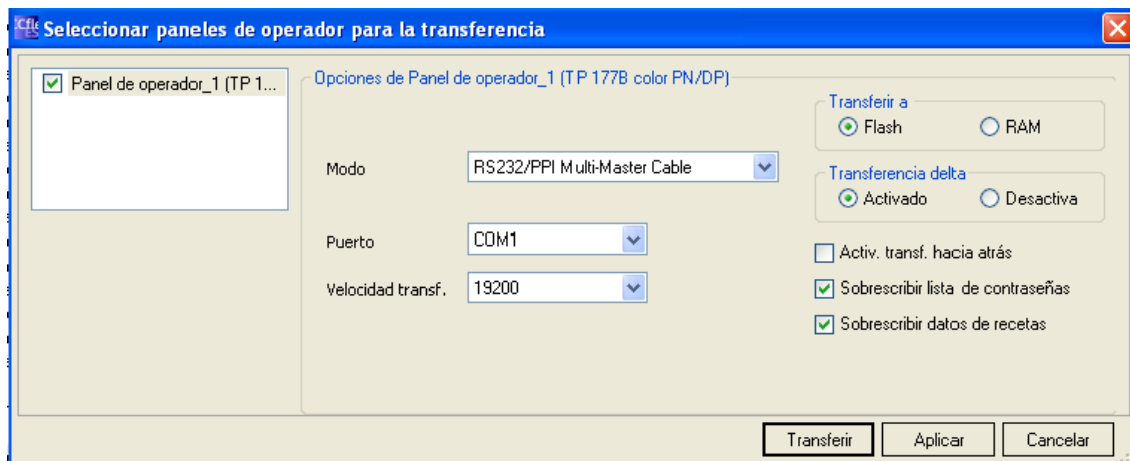 Seleccionar paneles de operador para la transferencia
Panel de operador_1 (TP 1...
Opciones de Panel de operador_1 (TP 177B color PN/DP)
Transferir a
Flash
RAM
Modo
RS232/PPI Multi-Master Cable
Transferencia delta
Activado
Desactiva
Puerto
COM1
Activ. transf. hacia atrás
Velocidad transf.
19200
Sobrescribir lista de contraseñas
Sobrescribir datos de recetas
Transferir
Aplicar
Cancelar